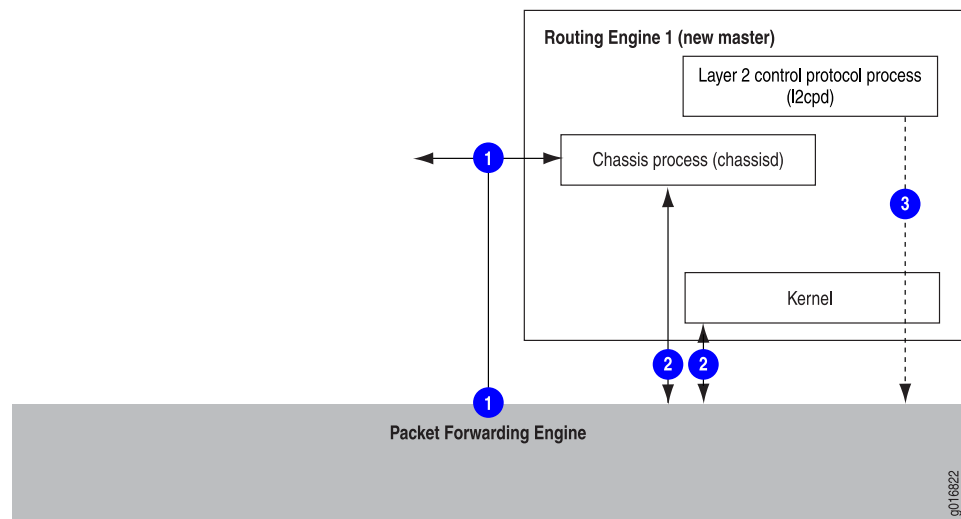 Routing Engine 1 (new master)
Layer 2 control protocol process
(l2cpd)
1
Chassis process (chassisd)
3
Kernel
2
2
1
Packet Forwarding Engine
g016822